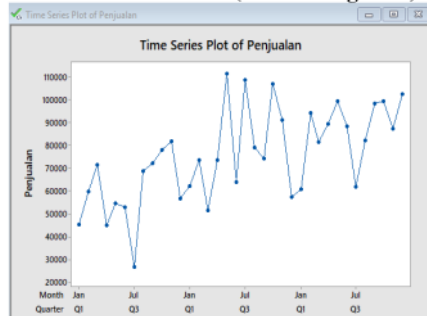 Time Series Plot of Penjualan
Time Series Plot of Penjualan
Penjualan
110000
100000
90000
80000
70000
60000
50000
40000
30000
20000
Month Jan Jul Jan Jul Jan Jul
Quarter Q1 Q3 Q1 Q3 Q1 Q3